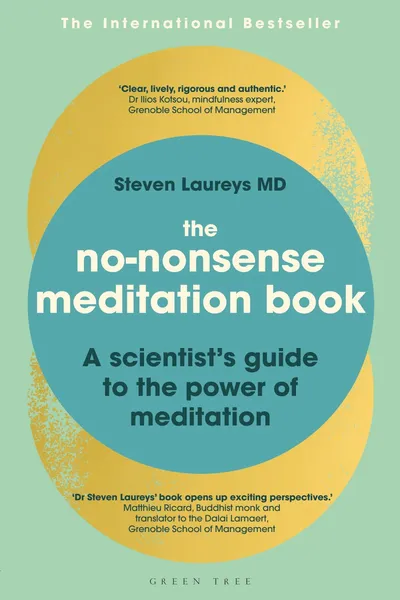 The International Bestseller
‘Clear, lively, rigorous and authentic.’
Dr Ilios Kotsou, mindfulness expert,
Grenoble School of Management
Steven Laureys MD
the
no-nonsense
meditation book
A scientist’s guide
to the power of
meditation
‘Dr Steven Laureys’ book opens up exciting perspectives.’
Matthieu Ricard, Buddhist monk and
translator to the Dalai Lamaert,
Grenoble School of Management
GREEN TREE